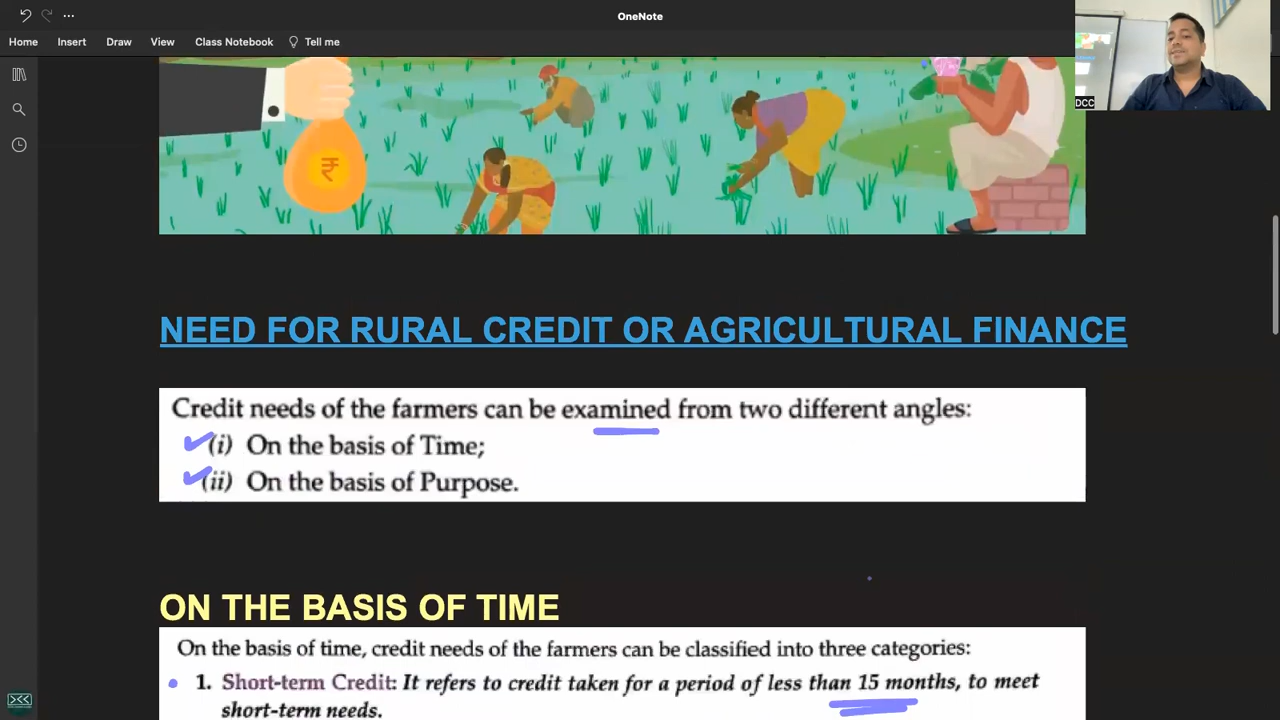 OneNote
Home Insert Draw View Class Notebook Tell me
₹
DCC
NEED FOR RURAL CREDIT OR AGRICULTURAL FINANCE
Credit needs of the farmers can be examined from two different angles:
(i) On the basis of Time;
(ii) On the basis of Purpose.
ON THE BASIS OF TIME
On the basis of time, credit needs of the farmers can be classified into three categories:
1. Short-term Credit: It refers to credit taken for a period of less than 15 months, to meet
short-term needs.